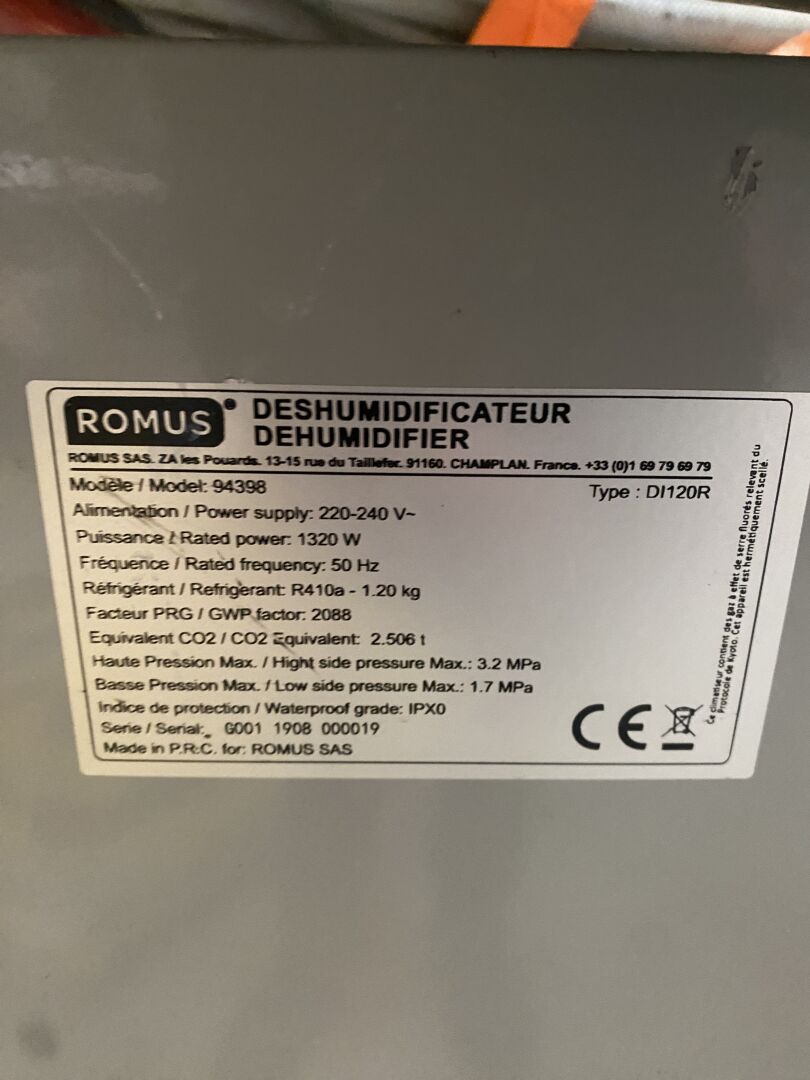 ROMUS
DESHUMIDIFICATEUR
DEHUMIDIFIER
ROMUS SAS. ZA les Pouards. 13-15 rue du Taillefer. 91160. CHAMPLAN. France. +33 (0)1 69 79 69 79
Modèle / Model: 94398
Type : DI120R
Alimentation / Power supply: 220-240 V~
Puissance / Rated power: 1320 W
Fréquence / Rated frequency: 50 Hz
Réfrigérant / Refrigerant: R410a - 1.20 kg
Facteur PRG / GWP factor: 2088
Equivalent CO2 / CO2 Equivalent: 2.506 t
Haute Pression Max. / Hight side pressure Max.: 3.2 MPa
Basse Pression Max. / Low side pressure Max.: 1.7 MPa
Indice de protection / Waterproof grade: IPX0
Serie / Serial: G001 1908 000019
Made in P.R.C. for: ROMUS SAS
CE
Ce climatiseur contient des gaz à effet de serre fluorés relevant du
Protocole de Kyoto. Cet appareil est hermétiquement scellé.